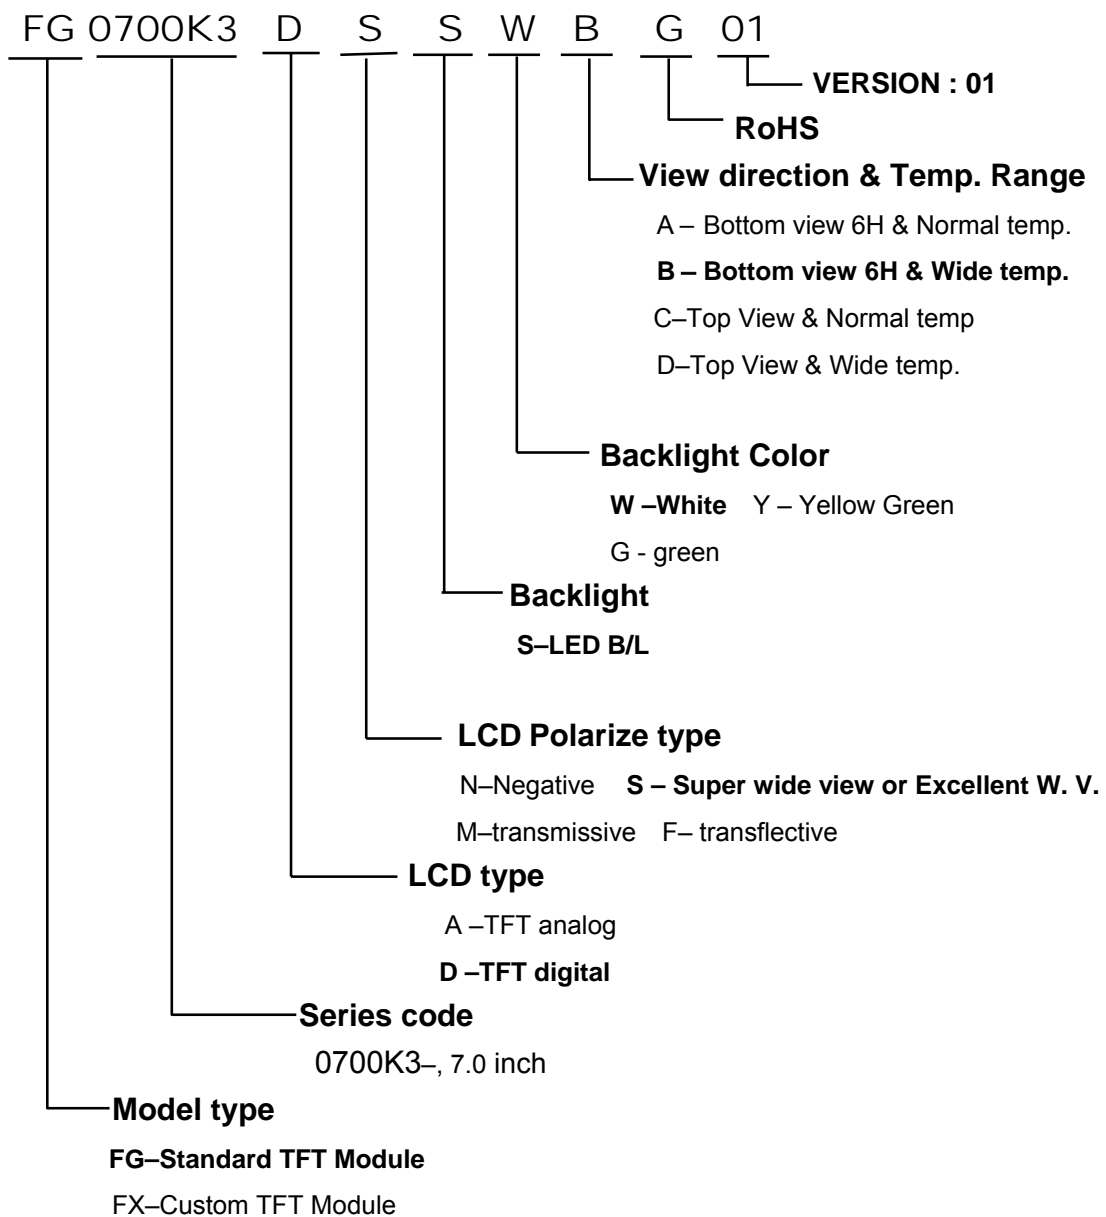 FG 0700K3 D S S W B G 01
VERSION : 01
RoHS
View direction & Temp. Range
A – Bottom view 6H & Normal temp.
B – Bottom view 6H & Wide temp.
C–Top View & Normal temp
D–Top View & Wide temp.
Backlight Color
W –White Y – Yellow Green
G - green
Backlight
S–LED B/L
LCD Polarize type
N–Negative S – Super wide view or Excellent W. V.
M–transmissive F– transflective
LCD type
A –TFT analog
D –TFT digital
Series code
0700K3–, 7.0 inch
Model type
FG–Standard TFT Module
FX–Custom TFT Module